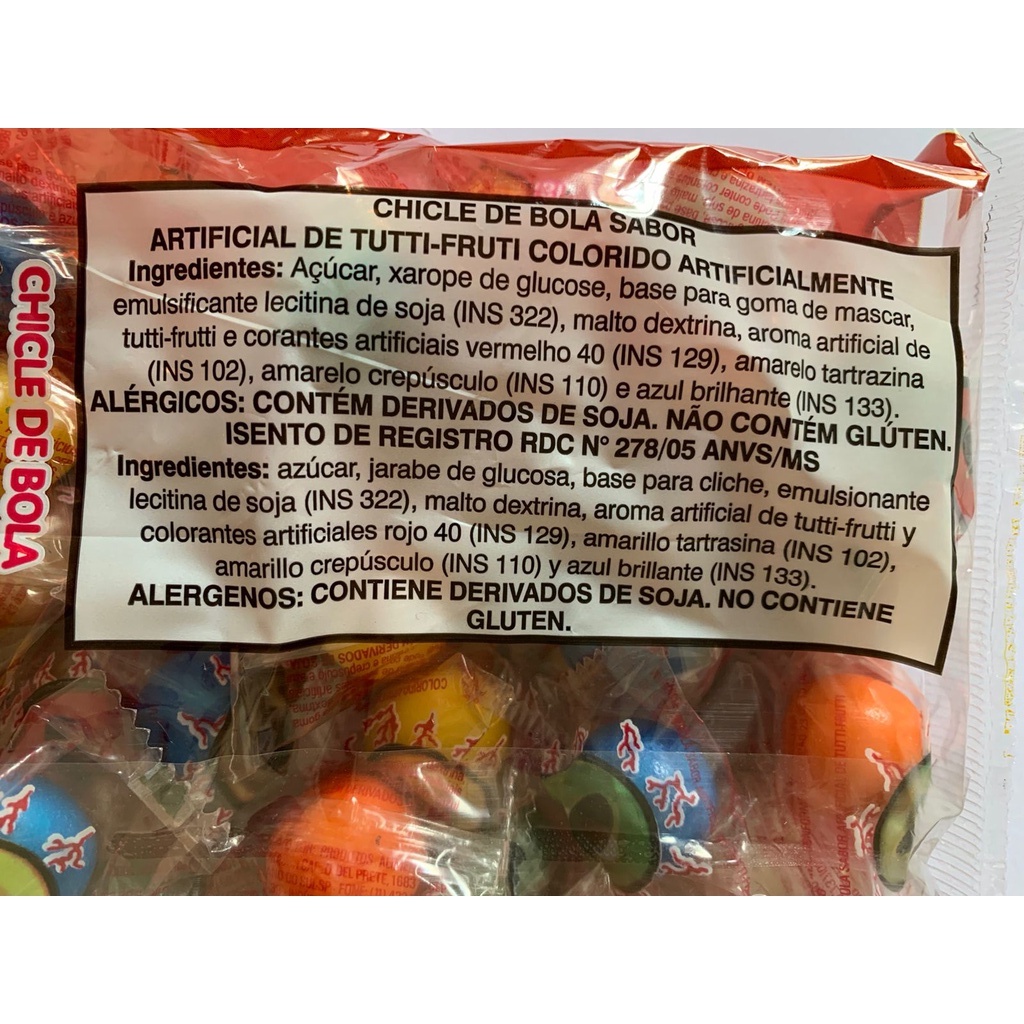 CHICLE DE BOLA SABOR
ARTIFICIAL DE TUTTI-FRUTI COLORIDO ARTIFICIALMENTE
Ingredientes: Açúcar, xarope de glucose, base para goma de mascar,
emulsificante lecitina de soja (INS 322), malto dextrina, aroma artificial de
tutti-frutti e corantes artificiais vermelho 40 (INS 129), amarelo tartrazina
(INS 102), amarelo crepúsculo (INS 110) e azul brilhante (INS 133).
ALÉRGICOS: CONTÉM DERIVADOS DE SOJA. NÃO CONTÉM GLÚTEN.
ISENTO DE REGISTRO RDC Nº 278/05 ANVS/MS
Ingredientes: azúcar, jarabe de glucosa, base para cliche, emulsionante
lecitina de soja (INS 322), malto dextrina, aroma artificial de tutti-frutti y
colorantes artificiales rojo 40 (INS 129), amarillo tartrasina (INS 102),
amarillo crepúsculo (INS 110) y azul brillante (INS 133).
ALERGENOS: CONTIENE DERIVADOS DE SOJA. NO CONTIENE
GLUTEN.
CHICLE DE BOLA
DEL PRETE, 1683